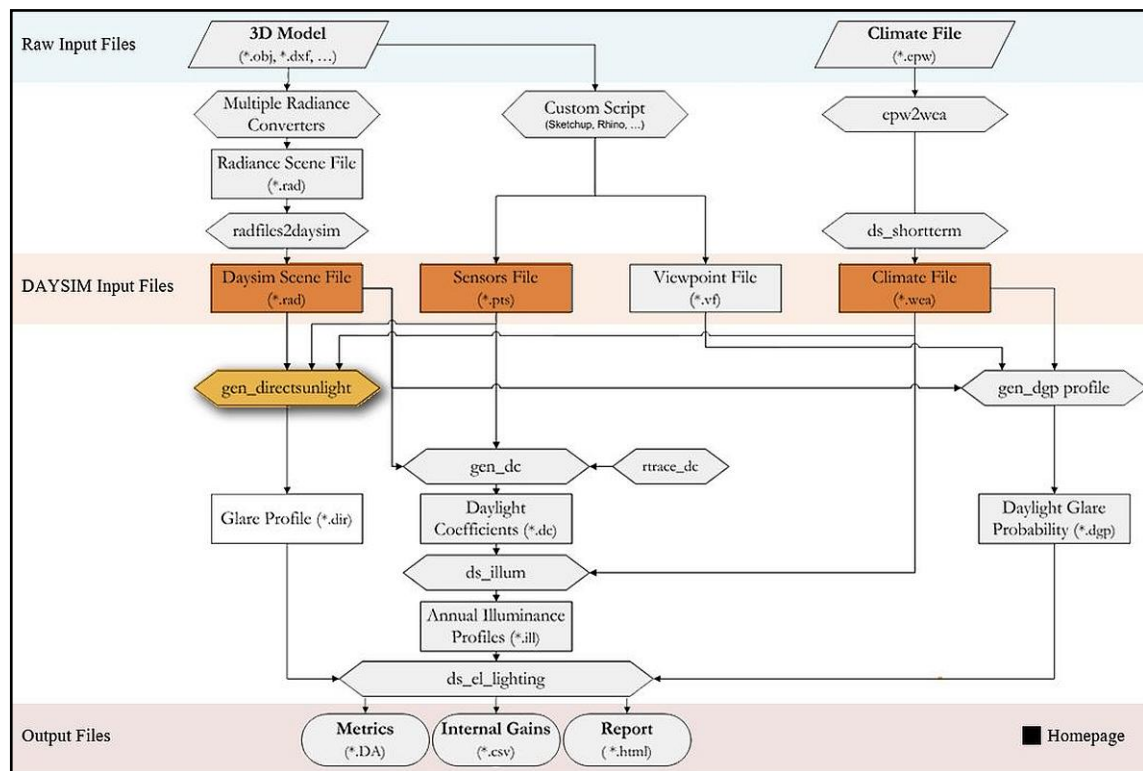 Raw Input Files
3D Model
(*.obj, *.dxf, …)
Climate File
(*.epw)
Multiple Radiance
Converters
Custom Script
(Sketchup, Rhino, …)
epw2wea
Radiance Scene File
(*.rad)
radfiles2daysim
ds_shortterm
DAYSIM Input Files
Daysim Scene File
(*.rad)
Sensors File
(*.pts)
Viewpoint File
(*.vf)
Climate File
(*.wea)
gen_directsunlight
gen_dgp profile
gen_dc
rtrace_dc
Glare Profile (*.dir)
Daylight
Coefficients (*.dc)
Daylight Glare
Probability (*.dgp)
ds_illum
Annual Illuminance
Profiles (*.ill)
ds_el_lighting
Output Files
Metrics
(*.DA)
Internal Gains
(*.csv)
Report
( *.html)
Homepage